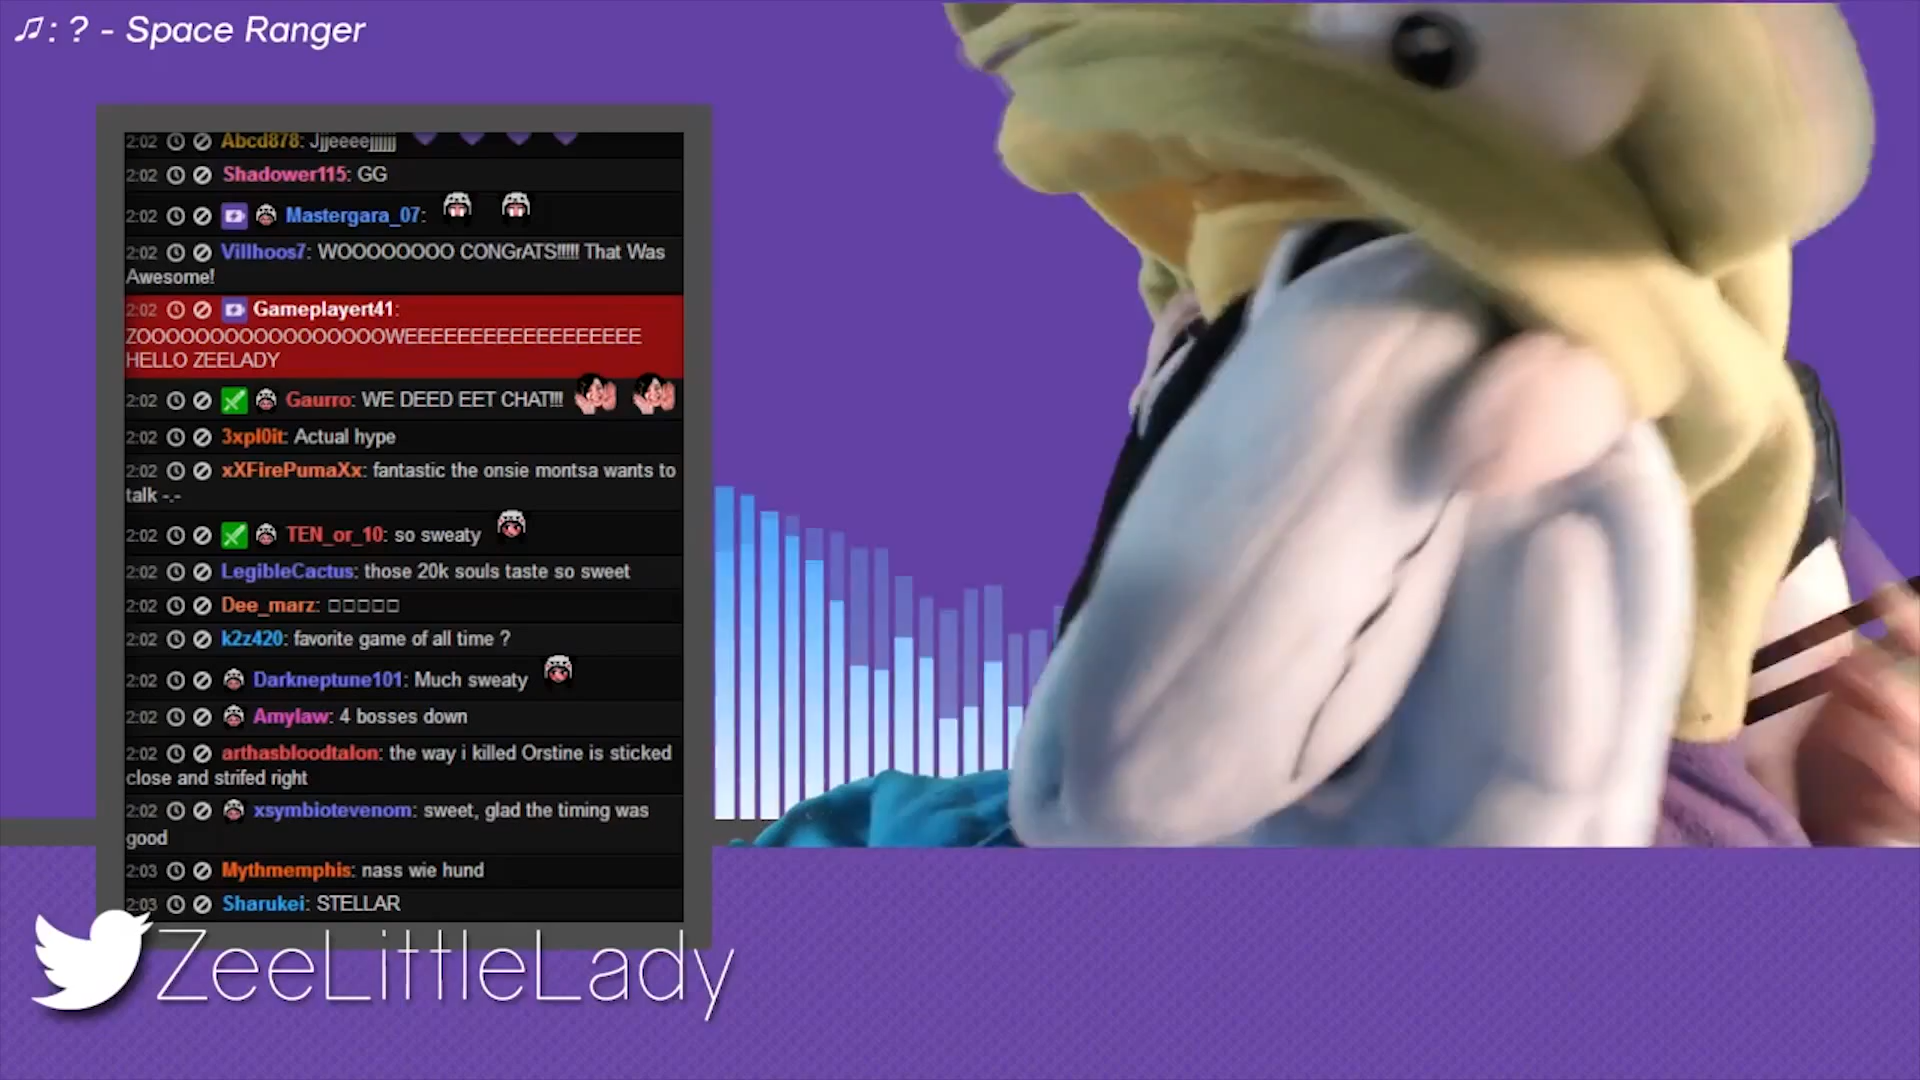 ♫: ? - Space Ranger
2:02 Abcd878: Jjjeeeejjjjjj
2:02 Shadower115: GG
2:02 Mastergara_07:
2:02 Villhoos7: WOOOOOOOO CONGrATS!!!!! That Was
Awesome!
2:02 Gameplayert41:
ZOOOOOOOOOOOOOOOOOWEEEEEEEEEEEEEEEEEE
HELLO ZEELADY
2:02 Gaurro: WE DEED EET CHAT!!!
2:02 3xpl0it: Actual hype
2:02 xXFirePumaXx: fantastic the onsie montsa wants to
talk -.-
2:02 TEN_or_10: so sweaty
2:02 LegibleCactus: those 20k souls taste so sweet
2:02 Dee_marz: □□□□□
2:02 k2z420: favorite game of all time ?
2:02 Darkneptune101: Much sweaty
2:02 Amylaw: 4 bosses down
2:02 arthasbloodtalon: the way i killed Orstine is sticked
close and strifed right
2:02 xsymbiotevenom: sweet, glad the timing was
good
2:03 Mythmemphis: nass wie hund
2:03 Sharukei: STELLAR
ZeeLittleLady